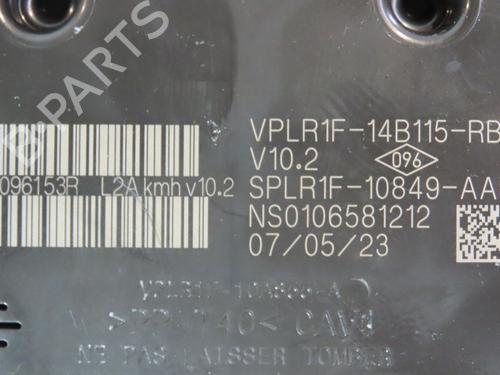 B-PARTS
VPLR1F-14B115-RB
V10.2 096
096153R L2A kmh v10.2
SPLR1F-10849-AA
NS0106581212
07/05/23
NE PAS LAISSER TOMBER